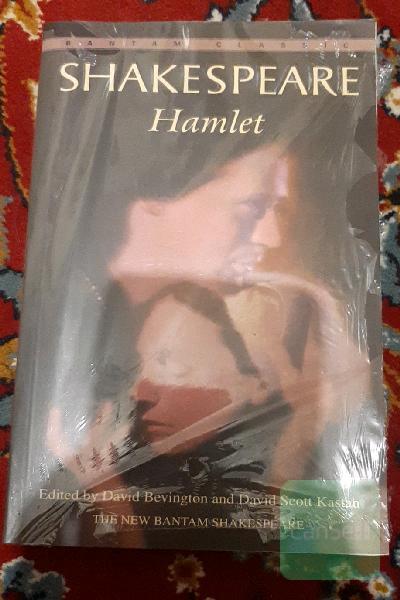 BANTAM CLASSIC
SHAKESPEARE
Hamlet
Edited by David Bevington and David Scott Kastan
THE NEW BANTAM SHAKESPEARE